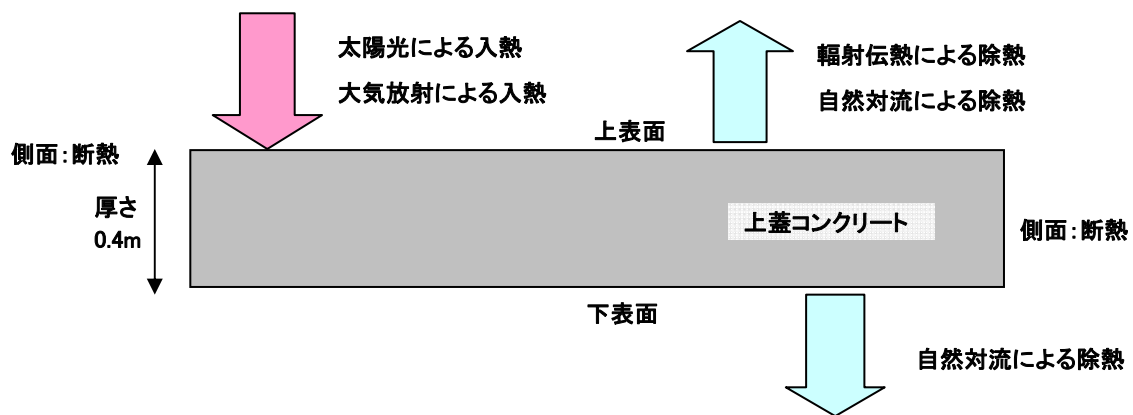 太陽光による入熱
大気放射による入熱
輻射伝熱による除熱
自然対流による除熱
上表面
側面：断熱
厚さ
0.4m
上蓋コンクリート
側面：断熱
下表面
自然対流による除熱